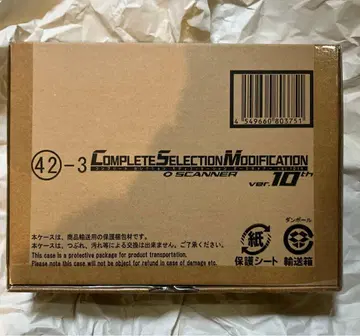 4 549660 803751
42-3 COMPLETE SELECTION MODIFICATION
O SCANNER ver.10th
本ケースは、商品輸送用の保護梱包材です。
本ケースは、つぶれ、汚れ等による交換は出来ません。ご了承ください。
This case is a protective package for product transportation.
Please note this case will not be subject for refund in case of damage etc.
紙
保護シート
ダンボール
輸送箱